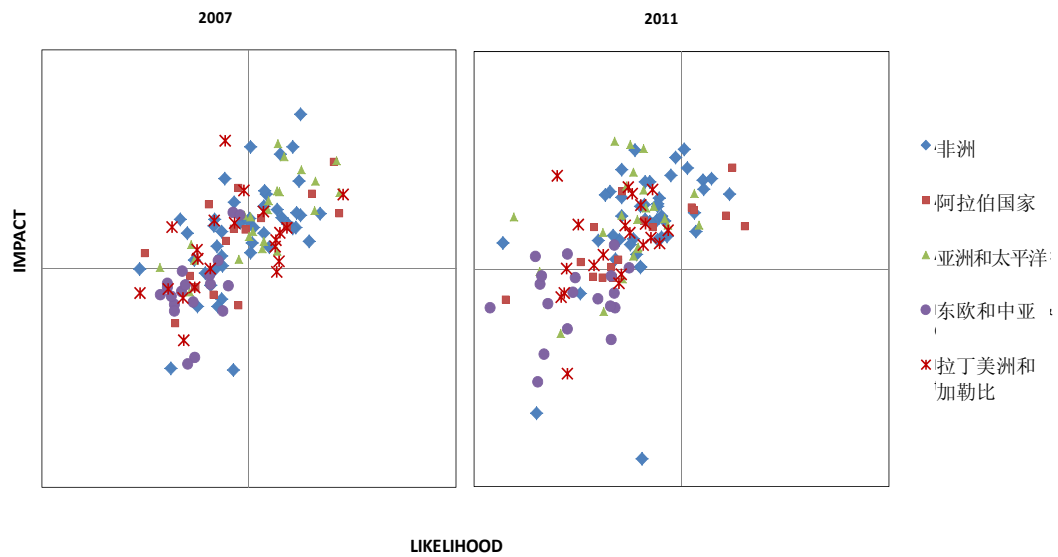 2007
2011
IMPACT
非洲
阿拉伯国家
亚洲和太平洋
东欧和中亚
拉丁美洲和
加勒比
LIKELIHOOD